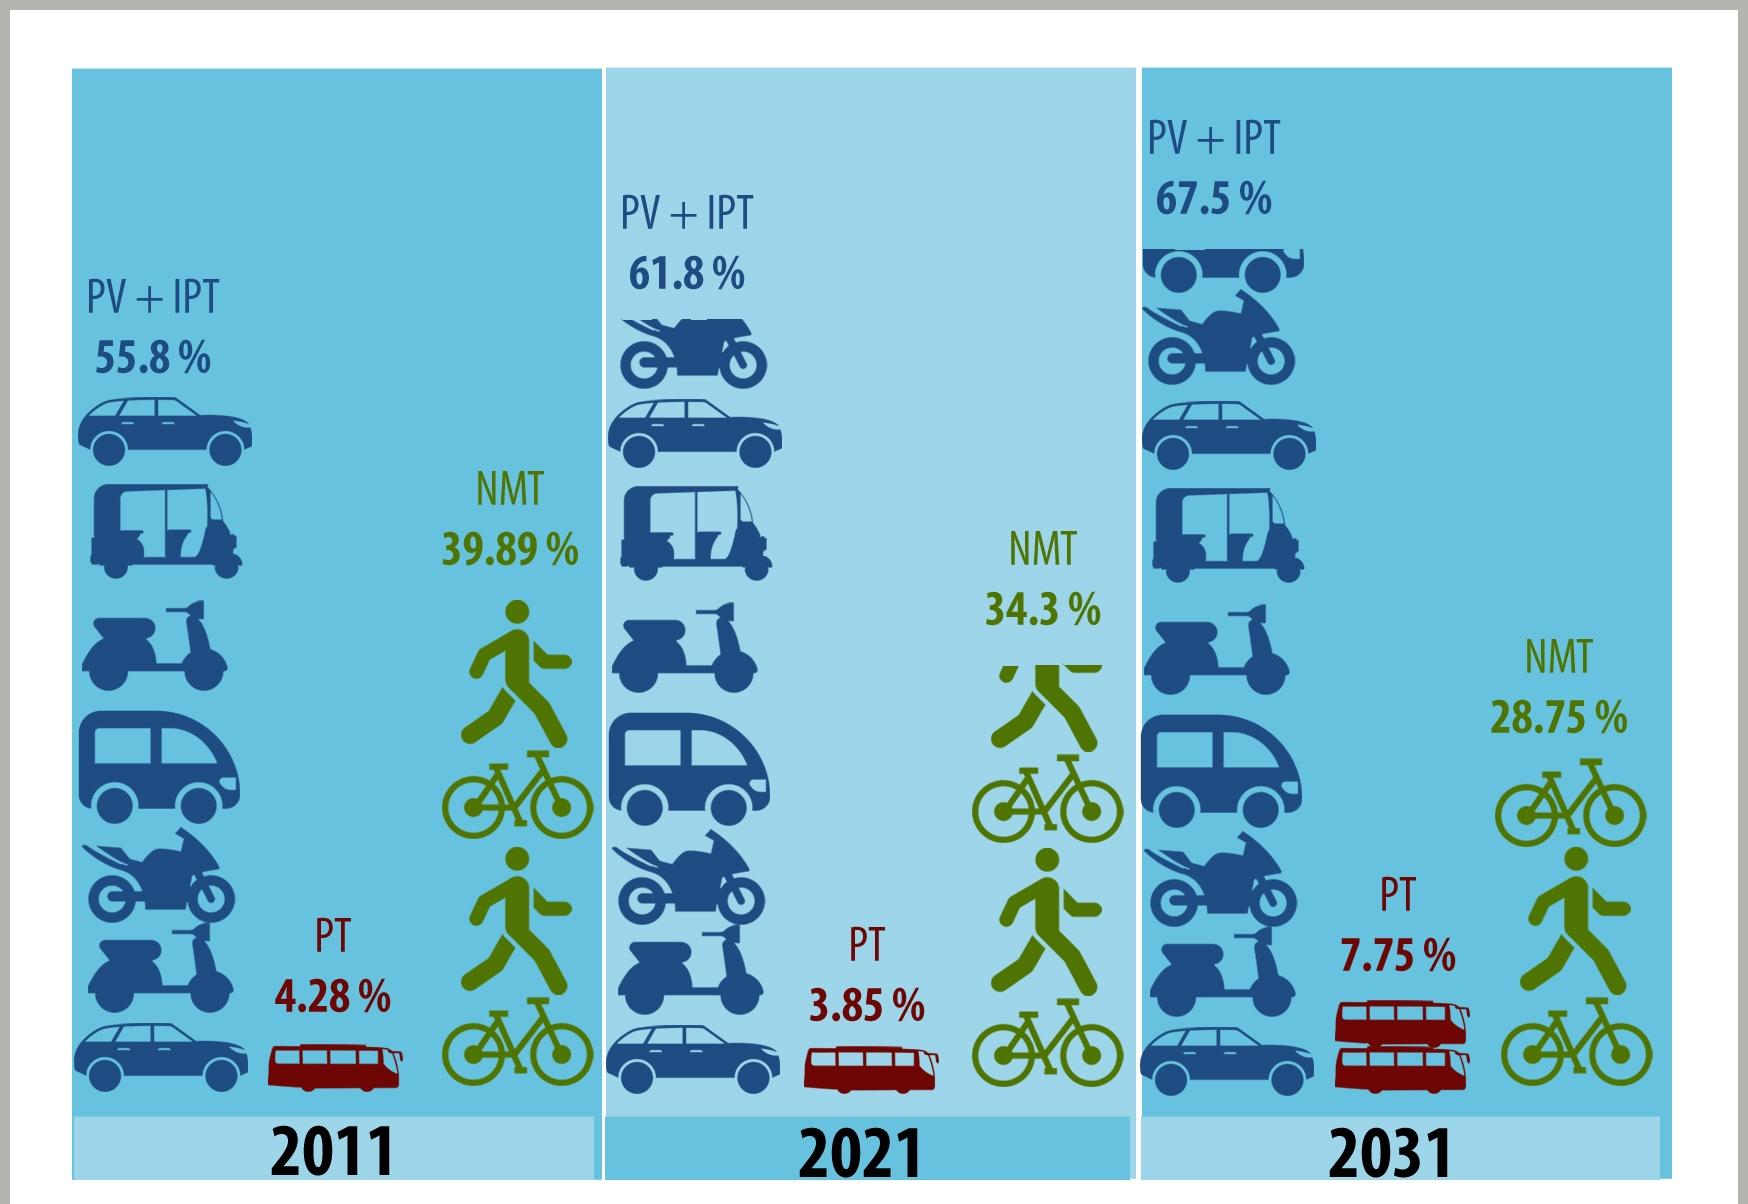 PV + IPT
55.8 %
NMT
39.89 %
PT
4.28 %
2011
PV + IPT
61.8 %
NMT
34.3 %
PT
3.85 %
2021
PV + IPT
67.5 %
NMT
28.75 %
PT
7.75 %
2031